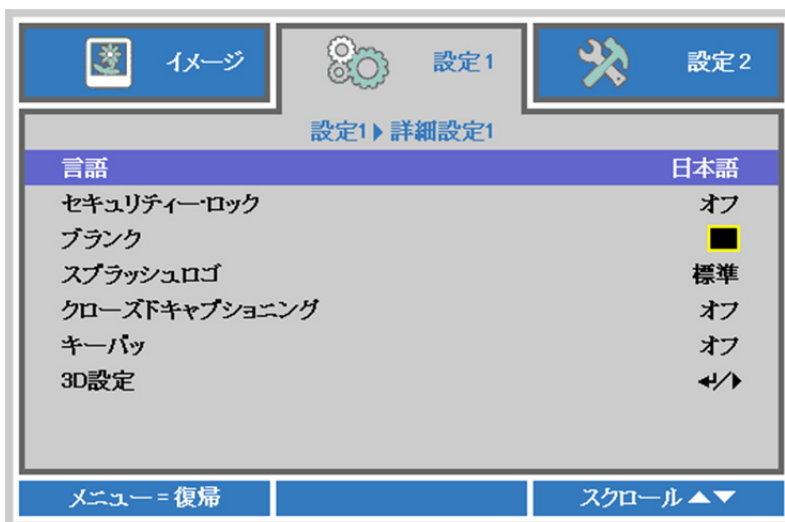 イメージ
設定1
設定2
設定1▶詳細設定1
言語 日本語
セキュリティー・ロック オフ
ブランク
スプラッシュロゴ 標準
クローズドキャプショニング オフ
キーパッ オフ
3D設定 ↵/▶
メニュー = 復帰
スクロール ▲▼